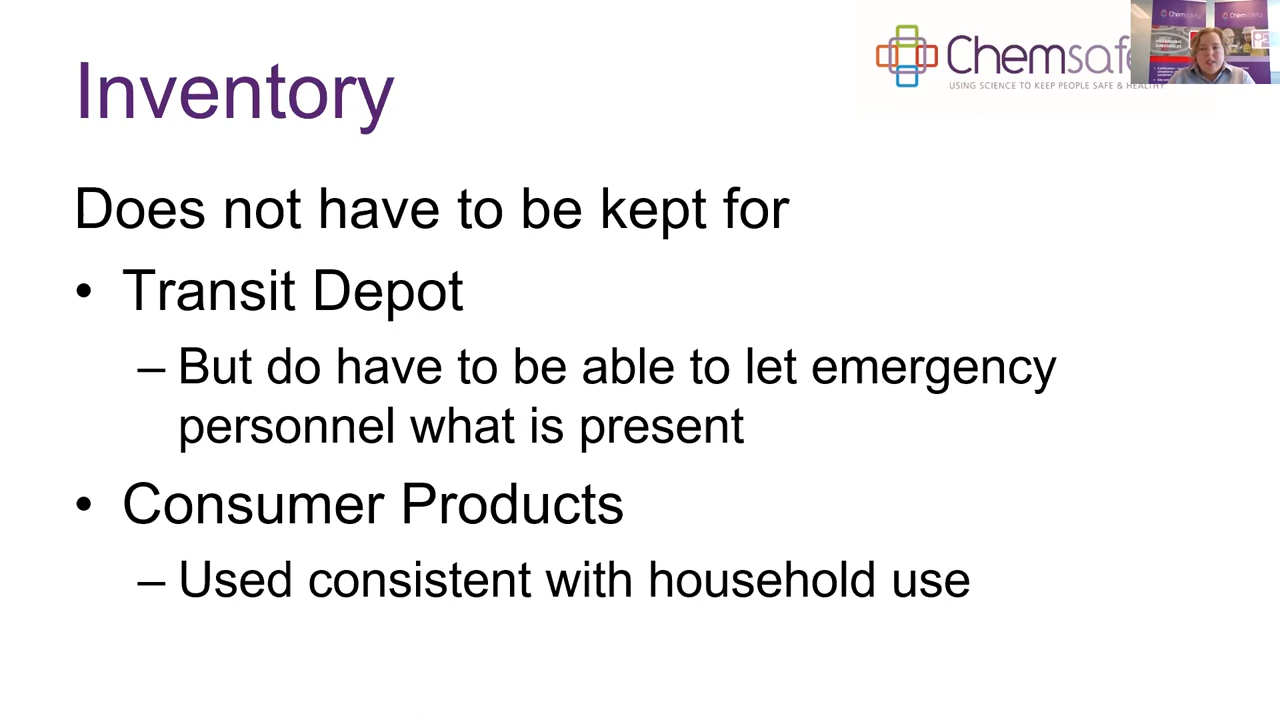 Inventory
Chemsafe
USING SCIENCE TO KEEP PEOPLE SAFE & HEALTHY
Does not have to be kept for
• Transit Depot
– But do have to be able to let emergency
personnel what is present
• Consumer Products
– Used consistent with household use